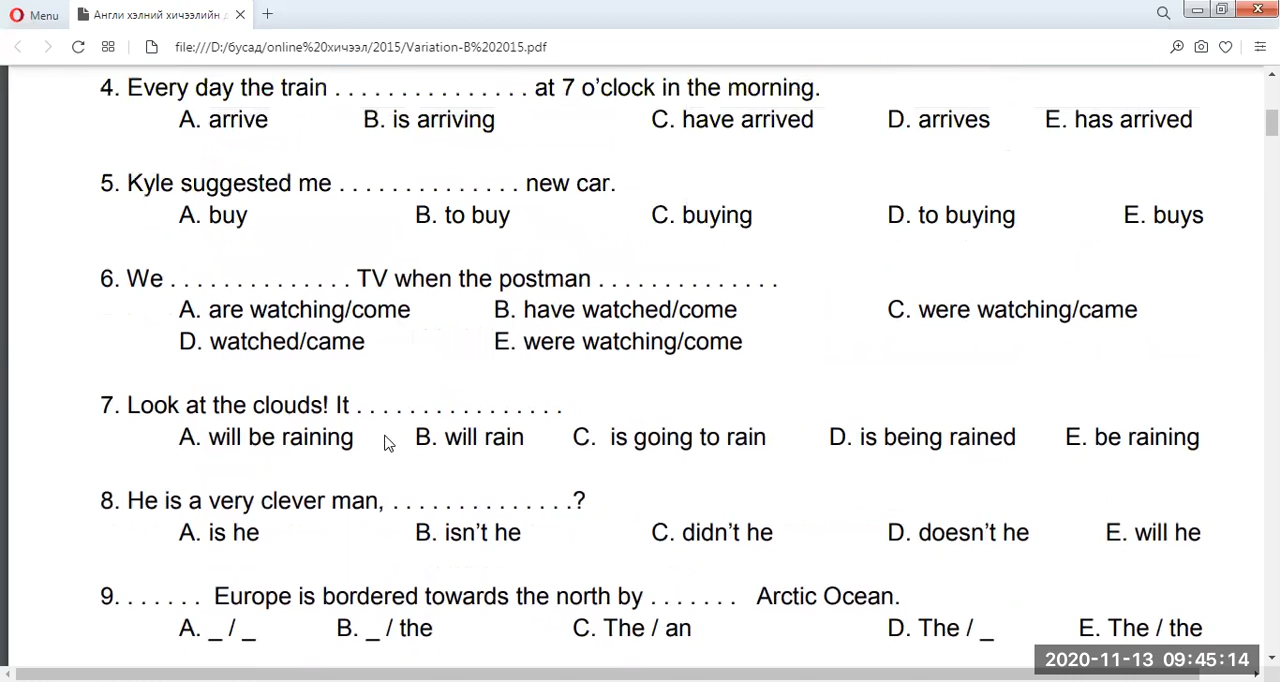 Menu
Англи хэлний хичээлийн
file:///D:/бусад/online%20хичээл/2015/Variation-B%202015.pdf
4. Every day the train . . . . . . . . . . . . . . . at 7 o’clock in the morning.
A. arrive B. is arriving C. have arrived D. arrives E. has arrived
5. Kyle suggested me . . . . . . . . . . . . . . new car.
A. buy B. to buy C. buying D. to buying E. buys
6. We . . . . . . . . . . . . . . TV when the postman . . . . . . . . . . . . . .
A. are watching/come B. have watched/come C. were watching/came
D. watched/came E. were watching/come
7. Look at the clouds! It . . . . . . . . . . . . . . . .
A. will be raining B. will rain C. is going to rain D. is being rained E. be raining
8. He is a very clever man, . . . . . . . . . . . . . .?
A. is he B. isn’t he C. didn’t he D. doesn’t he E. will he
9. . . . . . . Europe is bordered towards the north by . . . . . . . Arctic Ocean.
A. _ / _ B. _ / the C. The / an D. The / _ E. The / the
2020-11-13 09:45:14